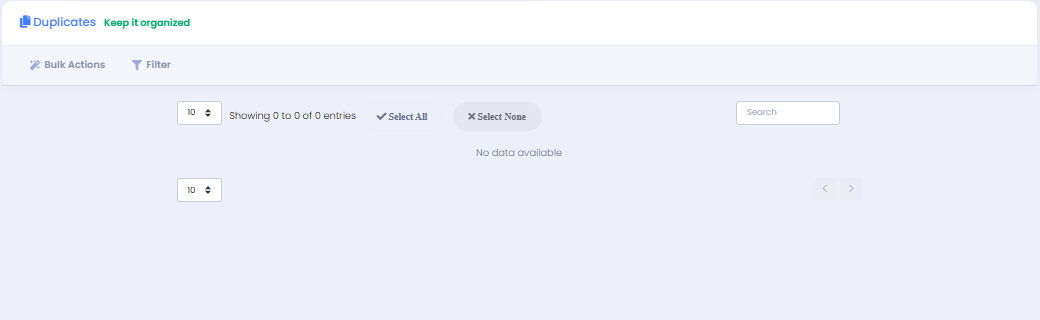 Duplicates Keep it organized
Bulk Actions Filter
10 Showing 0 to 0 of 0 entries Select All Select None Search
No data available
10